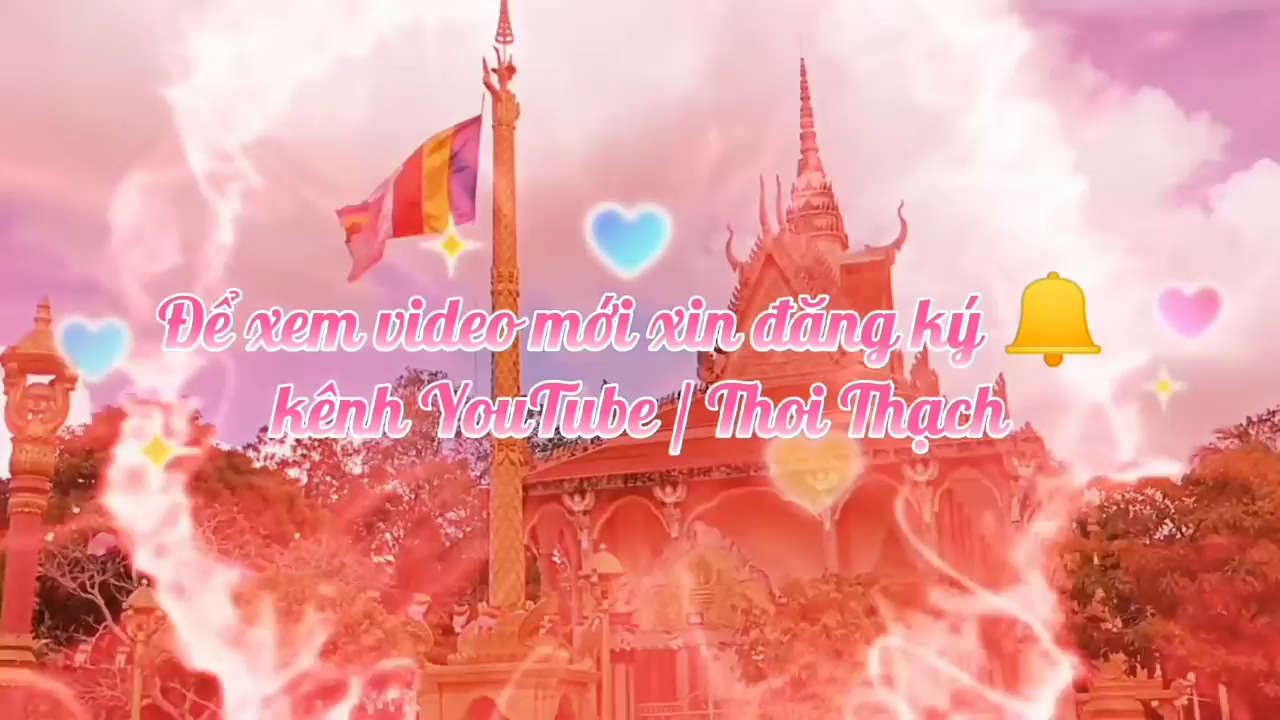 Để xem video mới xin đăng ký
kênh YouTube / Thoi Thạch